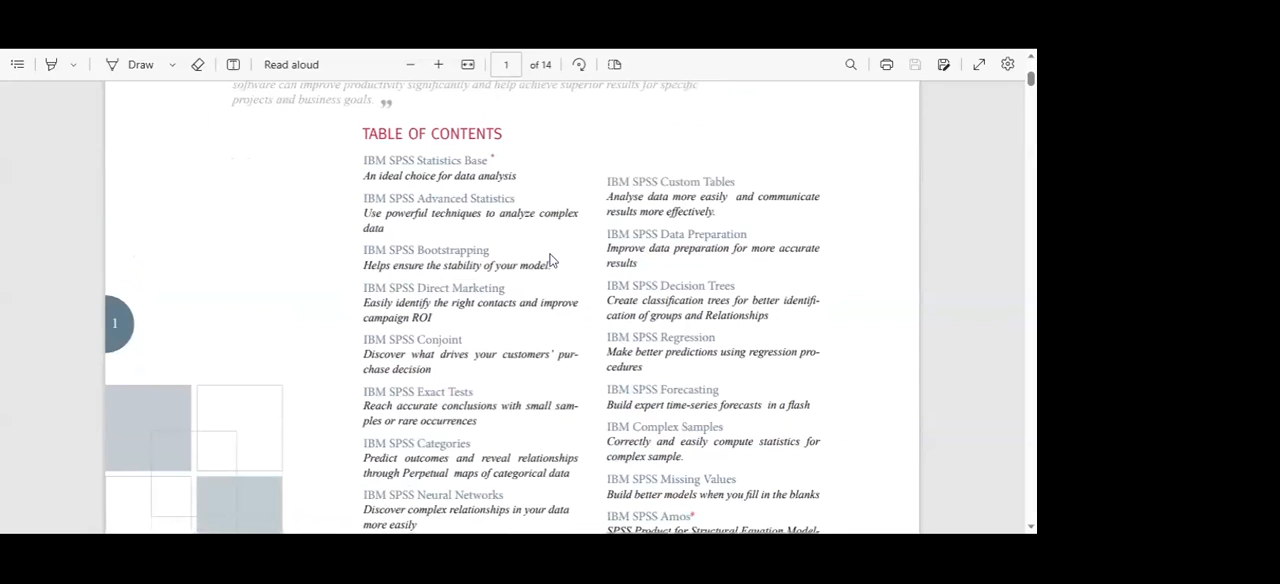 Draw
Read aloud
1
of 14
software can improve productivity significantly and help achieve superior results for specific
projects and business goals. ”
TABLE OF CONTENTS
IBM SPSS Statistics Base *
An ideal choice for data analysis
IBM SPSS Advanced Statistics
Use powerful techniques to analyze complex
data
IBM SPSS Bootstrapping
Helps ensure the stability of your model.
IBM SPSS Direct Marketing
Easily identify the right contacts and improve
campaign ROI
IBM SPSS Conjoint
Discover what drives your customers' pur-
chase decision
IBM SPSS Exact Tests
Reach accurate conclusions with small sam-
ples or rare occurrences
IBM SPSS Categories
Predict outcomes and reveal relationships
through Perpetual maps of categorical data
IBM SPSS Neural Networks
Discover complex relationships in your data
more easily
IBM SPSS Custom Tables
Analyse data more easily and communicate
results more effectively.
IBM SPSS Data Preparation
Improve data preparation for more accurate
results
IBM SPSS Decision Trees
Create classification trees for better identifi-
cation of groups and Relationships
IBM SPSS Regression
Make better predictions using regression pro-
cedures
IBM SPSS Forecasting
Build expert time-series forecasts in a flash
IBM Complex Samples
Correctly and easily compute statistics for
complex sample.
IBM SPSS Missing Values
Build better models when you fill in the blanks
IBM SPSS Amos*
SPSS Product for Structural Equation Model-
1